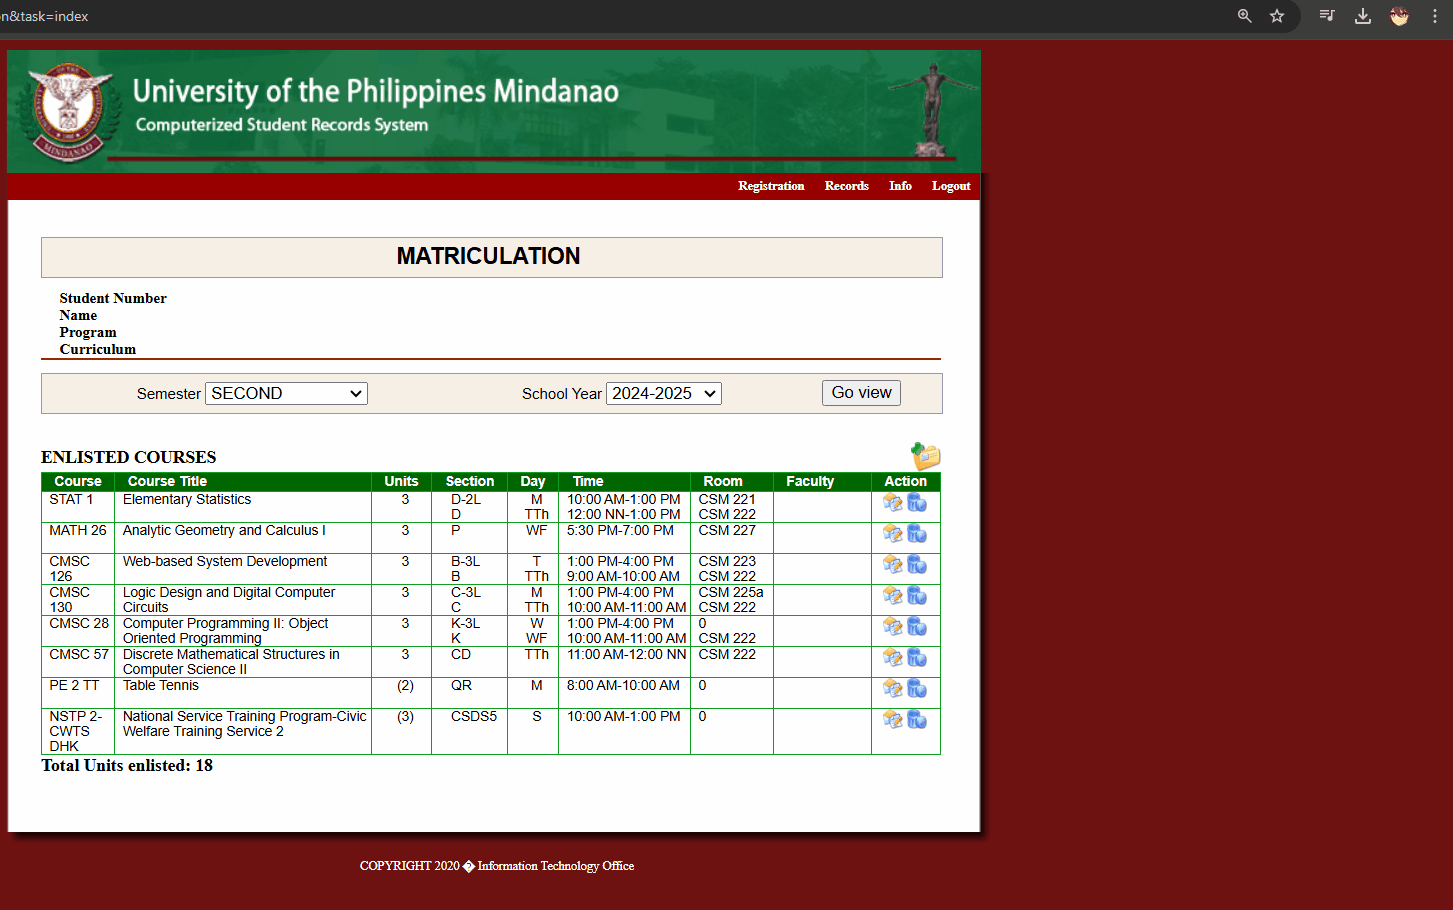 n&task=index
University of the Philippines Mindanao
Computerized Student Records System
MINDANAO
Registration Records Info Logout
MATRICULATION
Student Number
Name
Program
Curriculum
Semester SECOND School Year 2024-2025 Go view
ENLISTED COURSES
Course Course Title Units Section Day Time Room Faculty Action
STAT 1 Elementary Statistics 3 D-2L M 10:00 AM-1:00 PM CSM 221
D TTh 12:00 NN-1:00 PM CSM 222
MATH 26 Analytic Geometry and Calculus I 3 P WF 5:30 PM-7:00 PM CSM 227
CMSC Web-based System Development 3 B-3L T 1:00 PM-4:00 PM CSM 223
126 B TTh 9:00 AM-10:00 AM CSM 222
CMSC Logic Design and Digital Computer 3 C-3L M 1:00 PM-4:00 PM CSM 225a
130 Circuits C TTh 10:00 AM-11:00 AM CSM 222
CMSC 28 Computer Programming II: Object 3 K-3L W 1:00 PM-4:00 PM 0
Oriented Programming K WF 10:00 AM-11:00 AM CSM 222
CMSC 57 Discrete Mathematical Structures in 3 CD TTh 11:00 AM-12:00 NN CSM 222
Computer Science II
PE 2 TT Table Tennis (2) QR M 8:00 AM-10:00 AM 0
NSTP 2- National Service Training Program-Civic (3) CSDS5 S 10:00 AM-1:00 PM 0
CWTS Welfare Training Service 2
DHK
Total Units enlisted: 18
COPYRIGHT 2020 � Information Technology Office